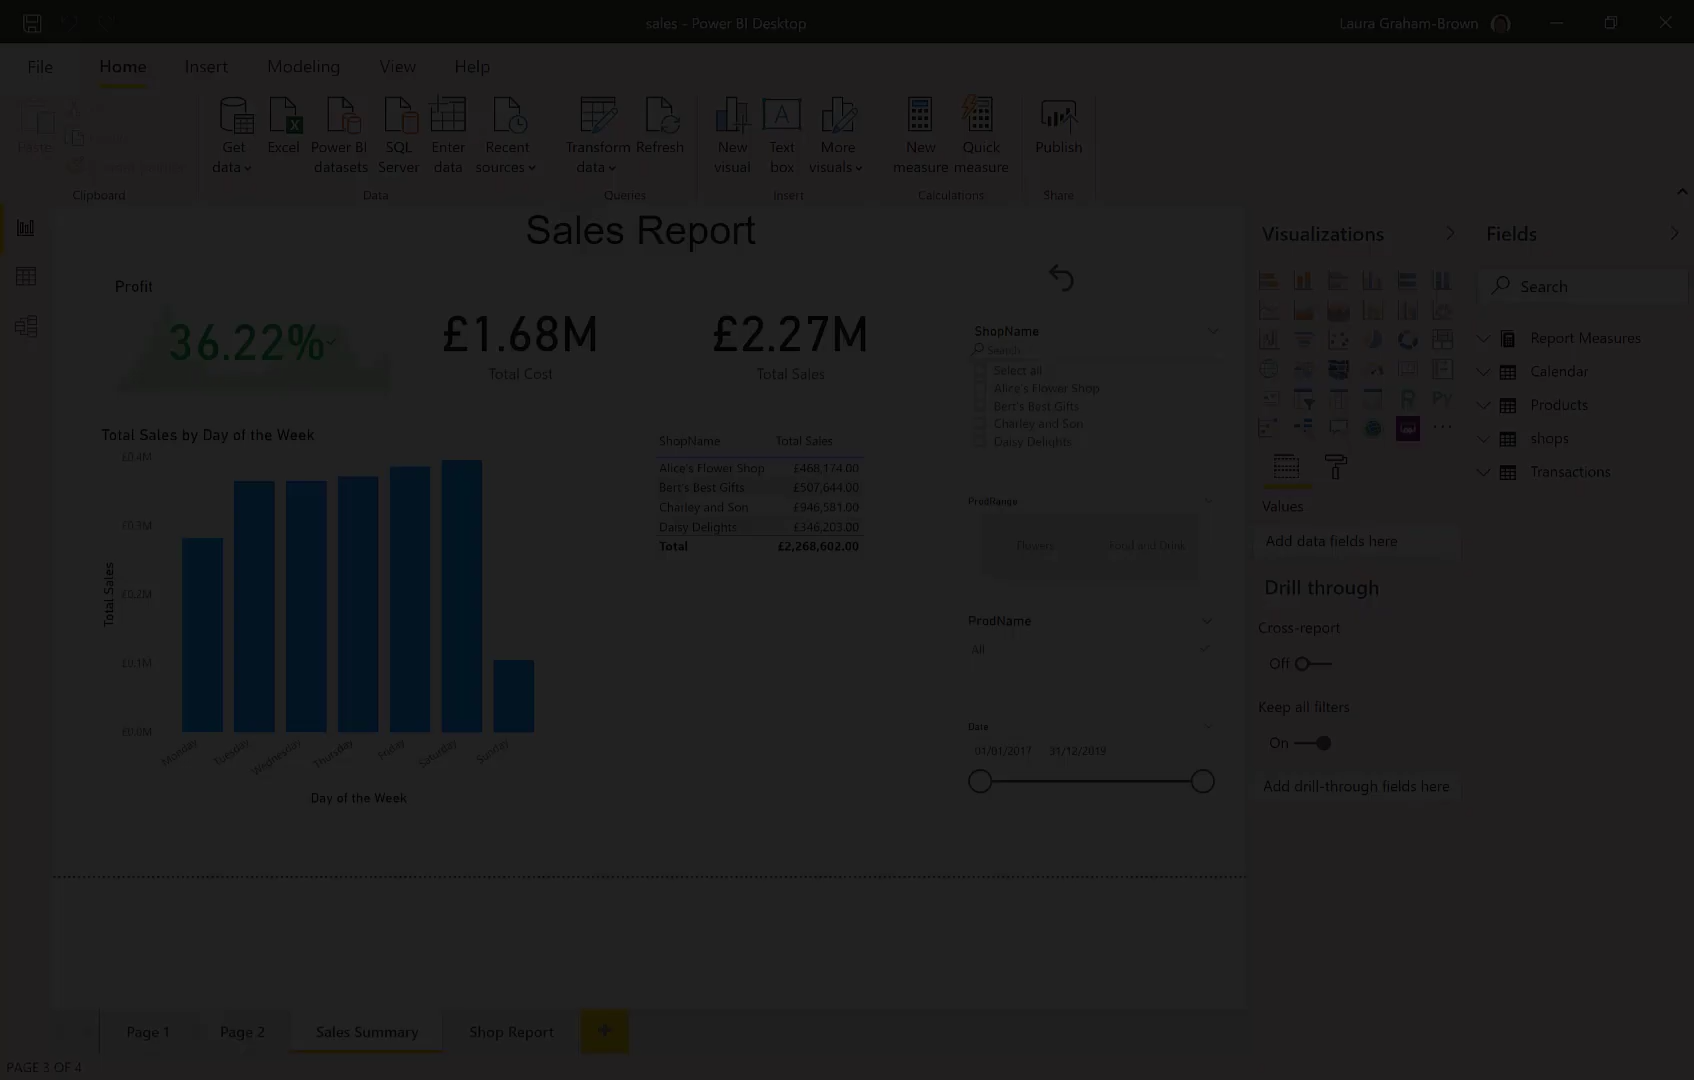 sales - Power BI Desktop
Laura Graham-Brown
File
Home
Insert
Modeling
View
Help
Paste
Get data
Excel
Power BI datasets
SQL Server
Enter data
Recent sources
Transform data
Refresh
New visual
Text box
More visuals
New measure
Quick measure
Publish
Clipboard
Data
Queries
Insert
Calculations
Share
Sales Report
Profit
36.22%
£1.68M
Total Cost
£2.27M
Total Sales
ShopName
Search
Select all
Alice's Flower Shop
Bert's Best Gifts
Charley and Son
Daisy Delights
Total Sales by Day of the Week
£0.4M
£0.3M
£0.2M
£0.1M
£0.0M
Total Sales
Monday
Tuesday
Wednesday
Thursday
Friday
Saturday
Sunday
Day of the Week
ShopName Total Sales
Alice's Flower Shop £468,174.00
Bert's Best Gifts £507,644.00
Charley and Son £946,581.00
Daisy Delights £346,203.00
Total £2,268,602.00
ProdRange
Flowers
Food and Drink
ProdName
All
Date
01/01/2017 31/12/2019
Visualizations
R
Py
Values
Add data fields here
Drill through
Cross-report
Off
Keep all filters
On
Add drill-through fields here
Fields
Search
Report Measures
Calendar
Products
shops
Transactions
Page 1
Page 2
Sales Summary
Shop Report
PAGE 3 OF 4